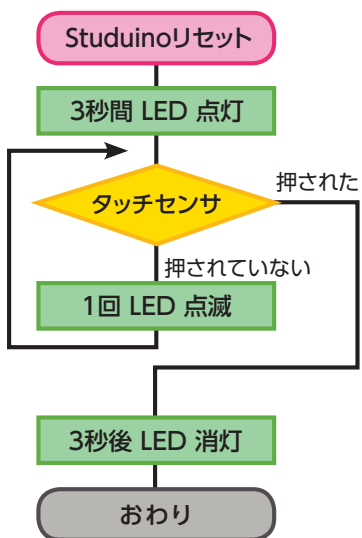 Studuinoリセット
3秒間 LED 点灯
タッチセンサ
押された
押されていない
1回 LED 点滅
3秒後 LED 消灯
おわり